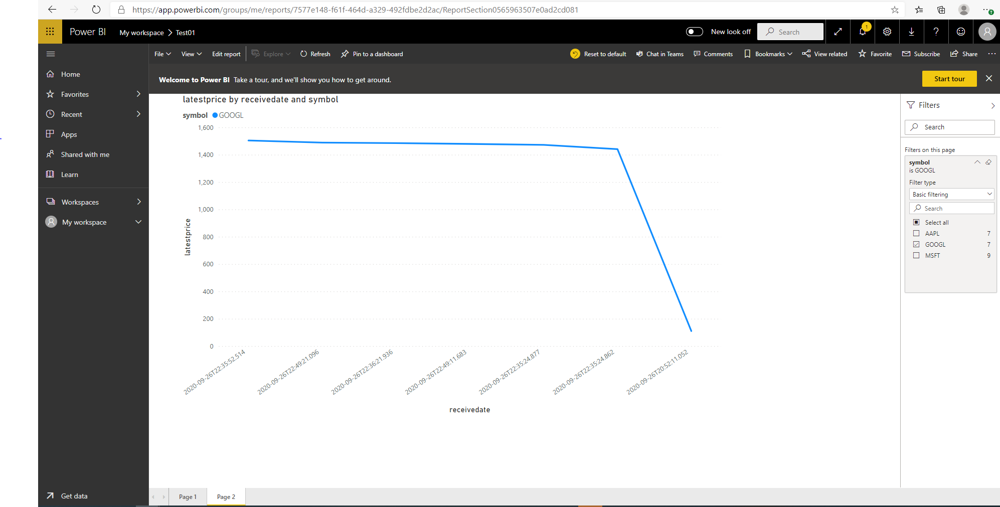 https://app.powerbi.com/groups/me/reports/7577e148-f61f-464d-a329-492fdbe2d2ac/ReportSection0565963507e0ad2cd081
Power BI My workspace > Test01 New look off Search 1 ?
File View Edit report Explore Refresh Pin to a dashboard Reset to default Chat in Teams Comments Bookmarks View related Favorite Subscribe Share ...
Welcome to Power BI Take a tour, and we'll show you how to get around. Start tour
Home
Favorites
Recent
Apps
Shared with me
Learn
Workspaces
My workspace
Get data
latestprice by receivedate and symbol
symbol GOOGL
1,600
1,400
1,200
1,000
800
600
400
200
0
latestprice
2020-09-26T22:35:52.514
2020-09-26T22:49:21.096
2020-09-26T22:36:21.936
2020-09-26T22:49:11.683
2020-09-26T22:35:24.877
2020-09-26T22:35:24.862
2020-09-26T20:52:11.052
receivedate
Filters
Search
Filters on this page
symbol
is GOOGL
Filter type
Basic filtering
Search
Select all
AAPL 7
GOOGL 7
MSFT 9
Page 1 Page 2